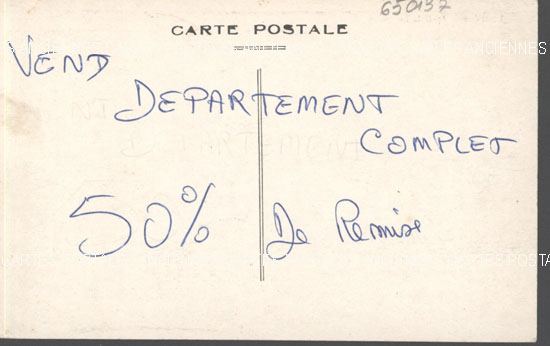 650137
CARTE POSTALE
VEND
DEPARTEMENT
COMPLET
50% De Remise